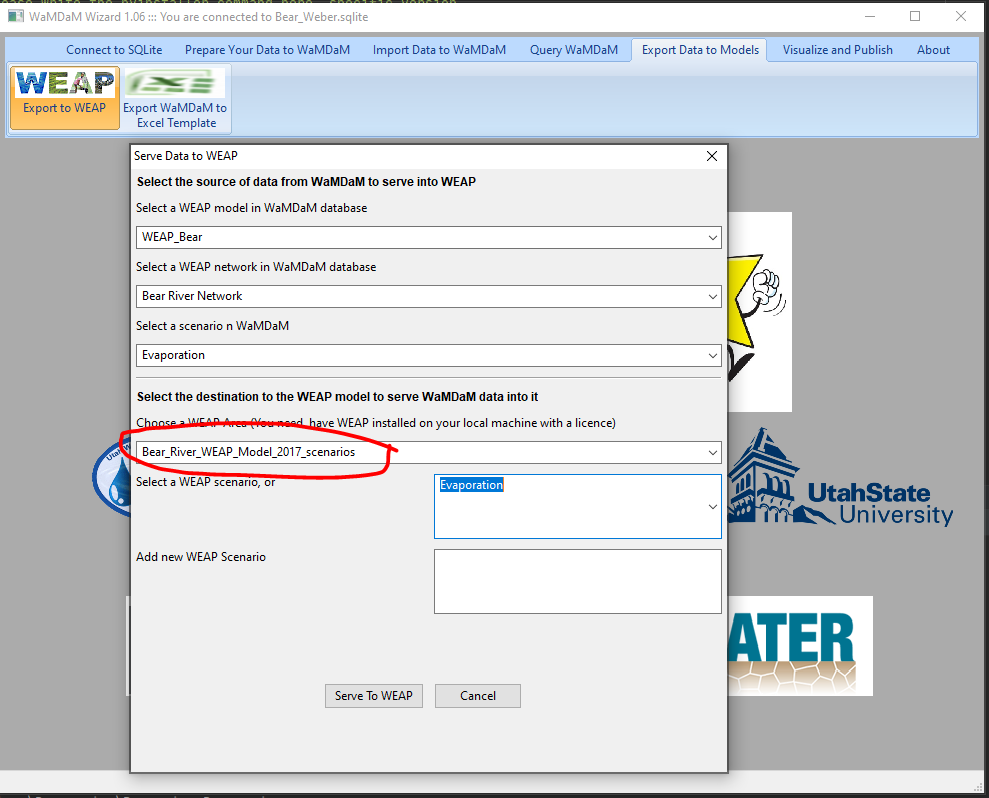 WaMDaM Wizard 1.06 ::: You are connected to Bear_Weber.sqlite
Connect to SQLite Prepare Your Data to WaMDaM Import Data to WaMDaM Query WaMDaM Export Data to Models Visualize and Publish About
WEAP
Export to WEAP
Export WaMDaM to
Excel Template
Serve Data to WEAP
Select the source of data from WaMDaM to serve into WEAP
Select a WEAP model in WaMDaM database
WEAP_Bear
Select a WEAP network in WaMDaM database
Bear River Network
Select a scenario n WaMDaM
Evaporation
Select the destination to the WEAP model to serve WaMDaM data into it
Choose a WEAP Area (You need have WEAP installed on your local machine with a licence)
Bear_River_WEAP_Model_2017_scenarios
Select a WEAP scenario, or
Evaporation
Add new WEAP Scenario
Serve To WEAP Cancel
UtahState
University
ATER